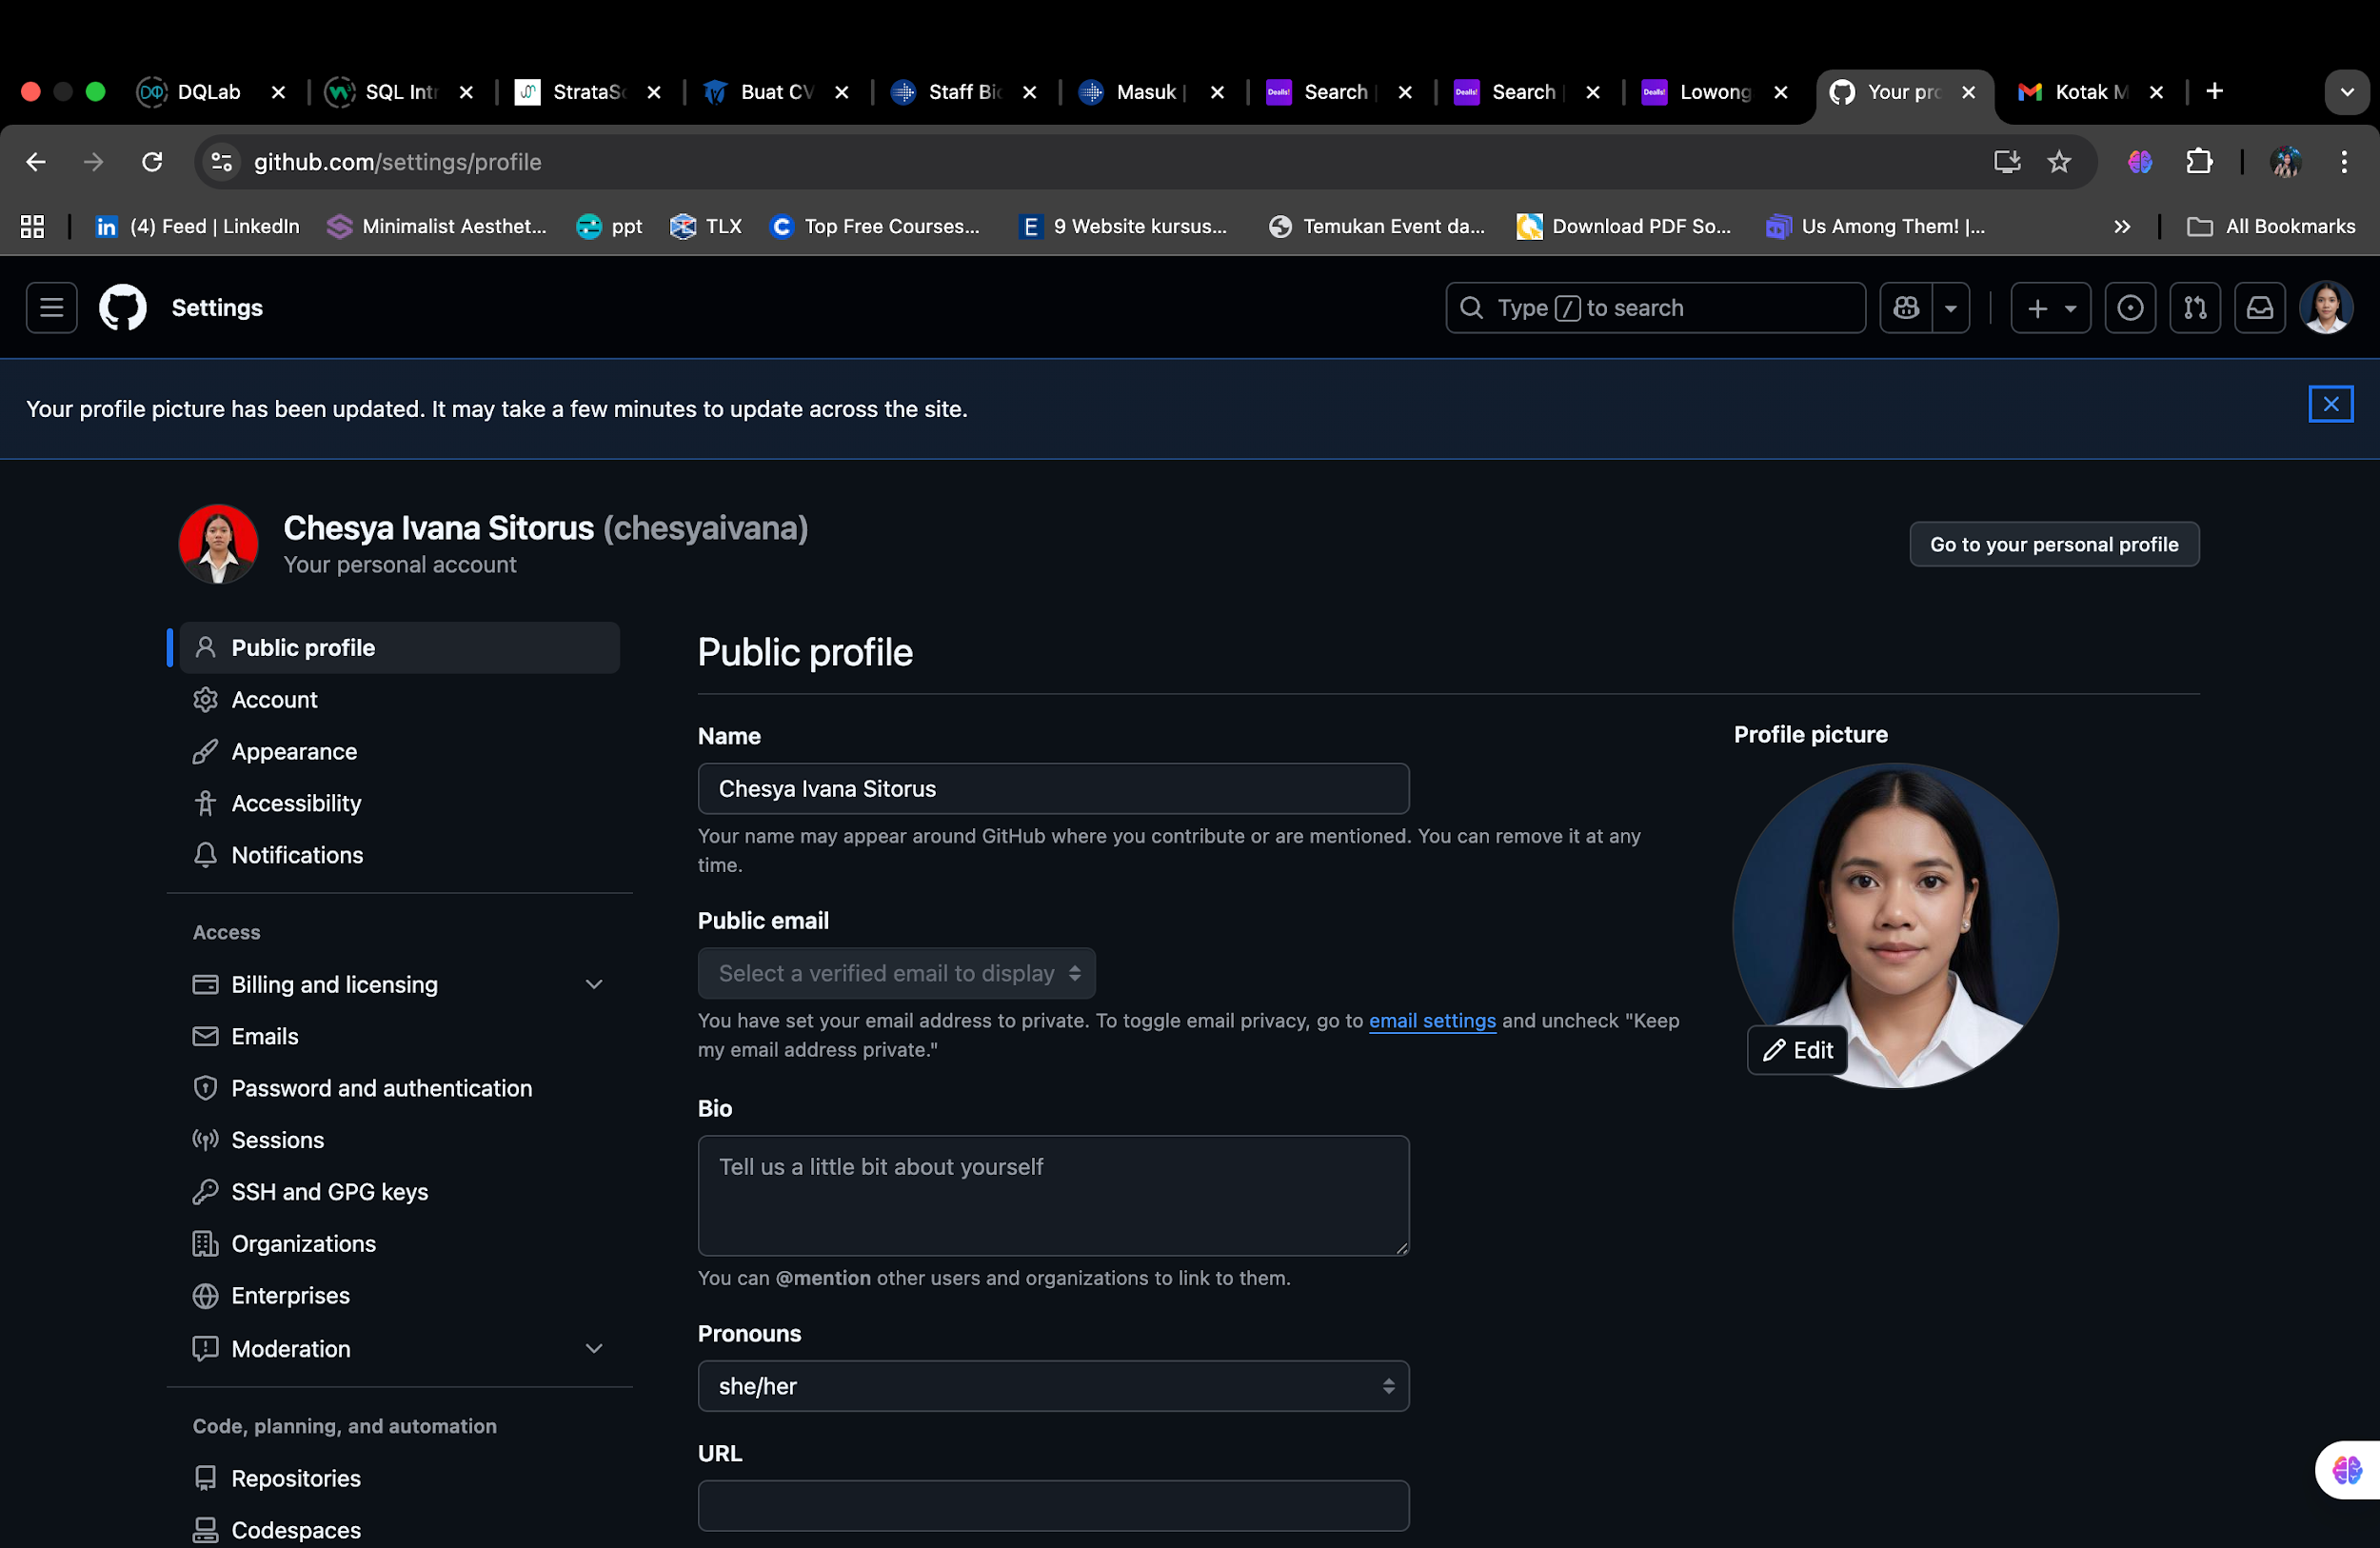 DQLab
SQL Intr
StrataSc
Buat CV
Staff Bio
Masuk |
Search |
Search |
Lowong
Your pro
Kotak M
github.com/settings/profile
(4) Feed | LinkedIn
Minimalist Aesthet...
ppt
TLX
Top Free Courses...
9 Website kursus...
Temukan Event da...
Download PDF So...
Us Among Them! |...
All Bookmarks
Settings
Type / to search
Your profile picture has been updated. It may take a few minutes to update across the site.
Chesya Ivana Sitorus (chesyaivana)
Your personal account
Go to your personal profile
Public profile
Account
Appearance
Accessibility
Notifications
Access
Billing and licensing
Emails
Password and authentication
Sessions
SSH and GPG keys
Organizations
Enterprises
Moderation
Code, planning, and automation
Repositories
Codespaces
Public profile
Name
Chesya Ivana Sitorus
Your name may appear around GitHub where you contribute or are mentioned. You can remove it at any
time.
Public email
Select a verified email to display
You have set your email address to private. To toggle email privacy, go to email settings and uncheck "Keep
my email address private."
Bio
Tell us a little bit about yourself
You can @mention other users and organizations to link to them.
Pronouns
she/her
URL
Profile picture
Edit